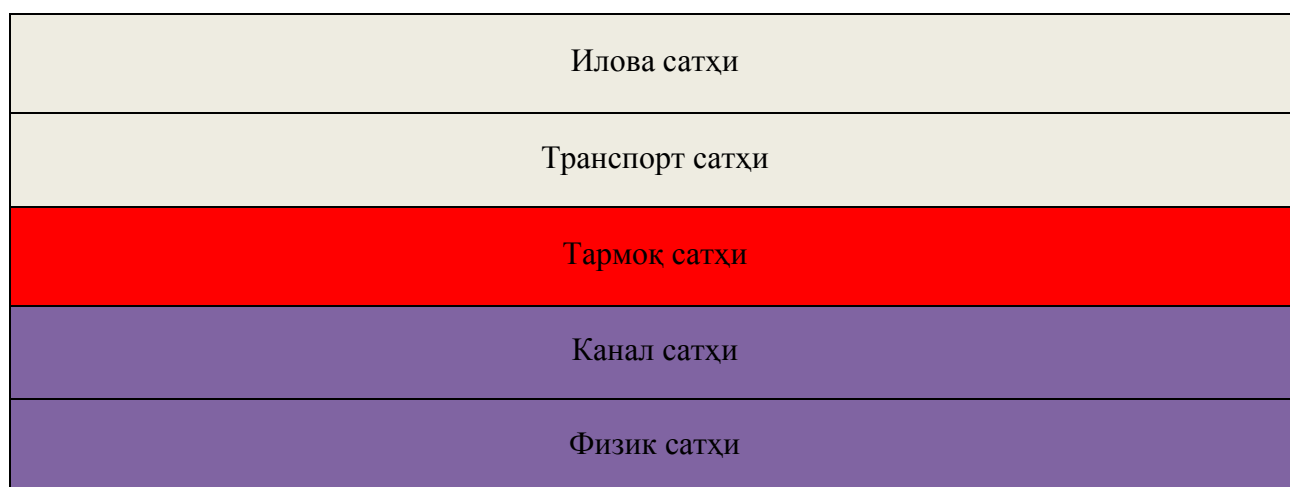 Илова сатҳи
Транспорт сатҳи
Тармоқ сатҳи
Канал сатҳи
Физик сатҳи